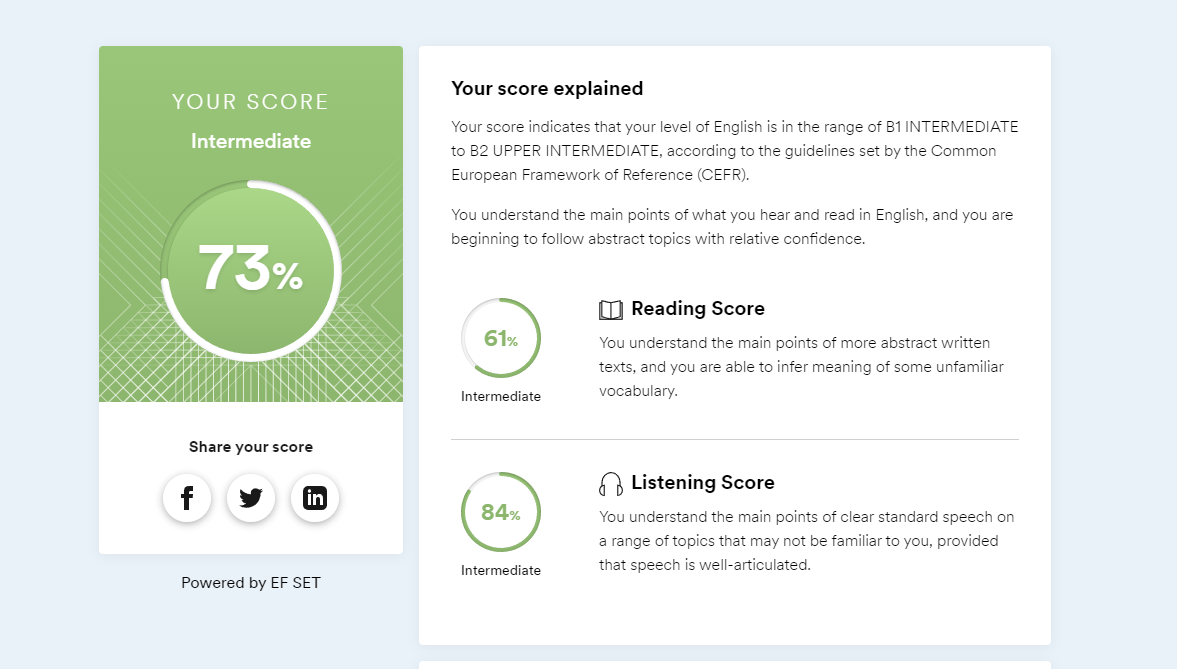 YOUR SCORE
Intermediate
73%
Share your score
Powered by EF SET
Your score explained
Your score indicates that your level of English is in the range of B1 INTERMEDIATE
to B2 UPPER INTERMEDIATE, according to the guidelines set by the Common
European Framework of Reference (CEFR).
You understand the main points of what you hear and read in English, and you are
beginning to follow abstract topics with relative confidence.
61%
Intermediate
Reading Score
You understand the main points of more abstract written
texts, and you are able to infer meaning of some unfamiliar
vocabulary.
84%
Intermediate
Listening Score
You understand the main points of clear standard speech on
a range of topics that may not be familiar to you, provided
that speech is well-articulated.